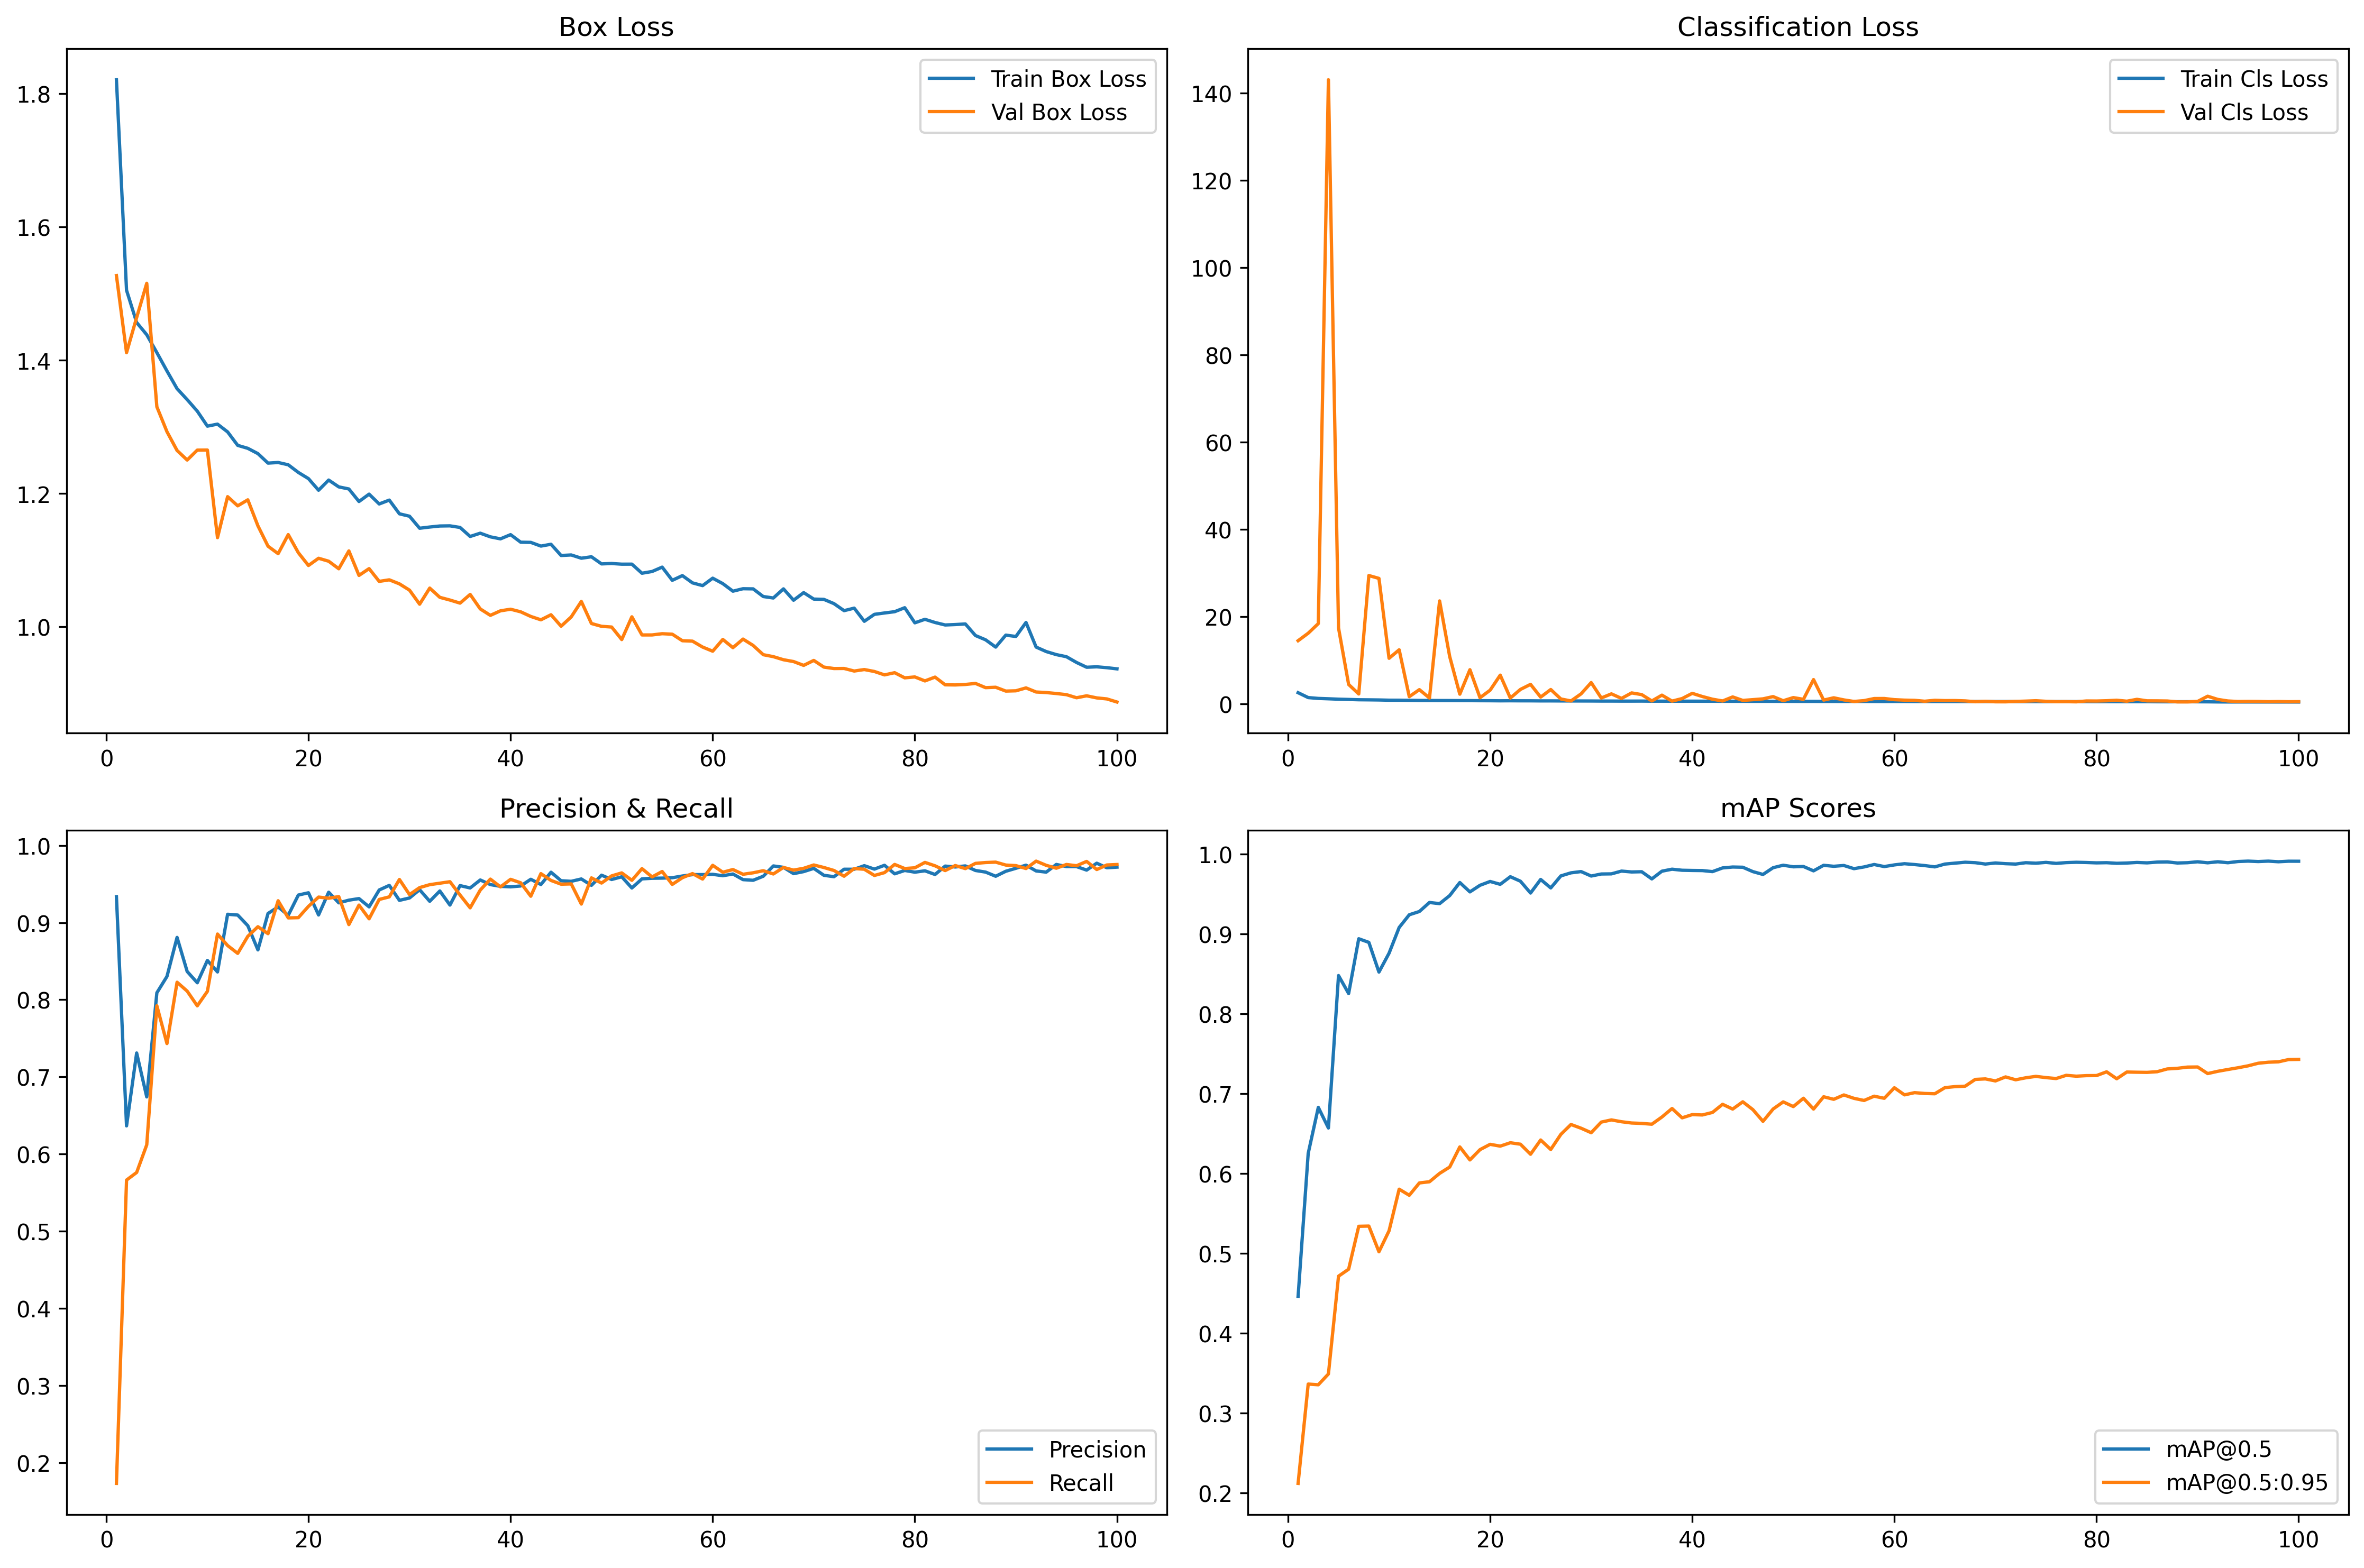 Box Loss
Train Box Loss
Val Box Loss
1.8
1.6
1.4
1.2
1.0
0 20 40 60 80 100
Classification Loss
Train Cls Loss
Val Cls Loss
140
120
100
80
60
40
20
0
0 20 40 60 80 100
Precision & Recall
1.0
0.9
0.8
0.7
0.6
0.5
0.4
0.3
0.2
Precision
Recall
0 20 40 60 80 100
mAP Scores
1.0
0.9
0.8
0.7
0.6
0.5
0.4
0.3
0.2
mAP@0.5
mAP@0.5:0.95
0 20 40 60 80 100